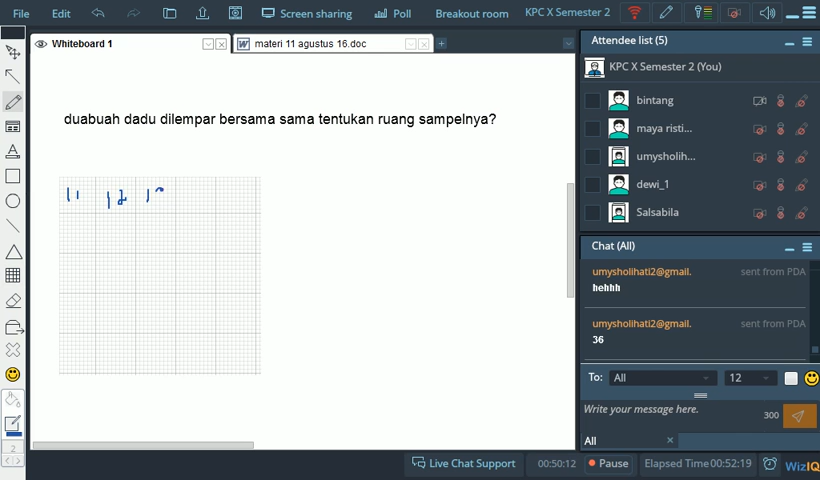 File Edit Screen sharing Poll Breakout room KPC X Semester 2
Whiteboard 1 materi 11 agustus 16.doc
duabuah dadu dilempar bersama sama tentukan ruang sampelnya?
11 12
Attendee list (5)
KPC X Semester 2 (You)
bintang
maya risti...
umysholih...
dewi_1
Salsabila
Chat (All)
umysholihati2@gmail. sent from PDA
hehhh
umysholihati2@gmail. sent from PDA
36
To: All 12
Write your message here. 300
All
2
Live Chat Support 00:50:12 Pause Elapsed Time 00:52:19 WizIQ